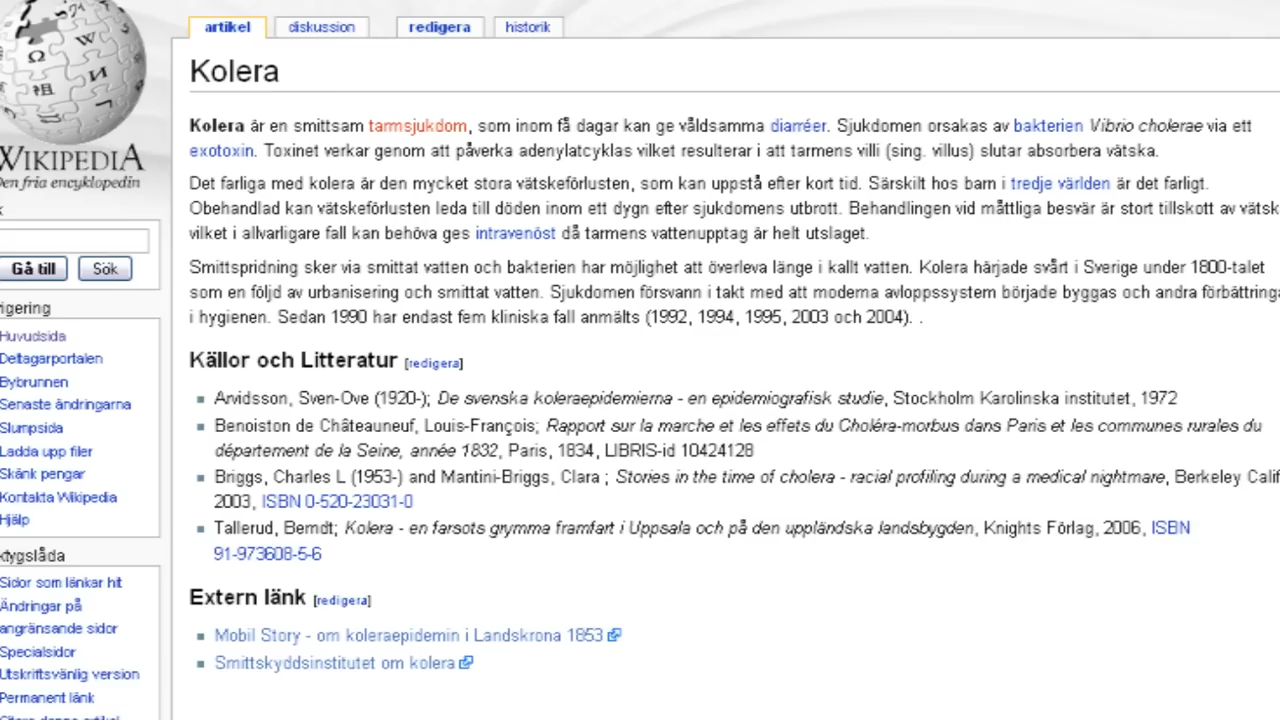 artikel diskussion redigera historik
Kolera
Kolera är en smittsam tarmsjukdom, som inom få dagar kan ge våldsamma diarréer. Sjukdomen orsakas av bakterien Vibrio cholerae via ett
exotoxin. Toxinet verkar genom att påverka adenylatcyklas vilket resulterar i att tarmens villi (sing. villus) slutar absorbera vätska.
Det farliga med kolera är den mycket stora vätskeförlusten, som kan uppstå efter kort tid. Särskilt hos barn i tredje världen är det farligt.
Obehandlad kan vätskeförlusten leda till döden inom ett dygn efter sjukdomens utbrott. Behandlingen vid måttliga besvär är stort tillskott av vätsk
vilket i allvarligare fall kan behöva ges intravenöst då tarmens vattenupptag är helt utslaget.
Smittspridning sker via smittat vatten och bakterien har möjlighet att överleva länge i kallt vatten. Kolera härjade svårt i Sverige under 1800-talet
som en följd av urbanisering och smittat vatten. Sjukdomen försvann i takt med att moderna avloppssystem började byggas och andra förbättringa
i hygienen. Sedan 1990 har endast fem kliniska fall anmälts (1992, 1994, 1995, 2003 och 2004). .
Källor och Litteratur [redigera]
Arvidsson, Sven-Ove (1920-); De svenska koleraepidemierna - en epidemiografisk studie, Stockholm Karolinska institutet, 1972
Benoiston de Châteauneuf, Louis-François; Rapport sur la marche et les effets du Choléra-morbus dans Paris et les communes rurales du
département de la Seine, année 1832, Paris, 1834, LIBRIS-id 10424128
Briggs, Charles L (1953-) and Mantini-Briggs, Clara ; Stories in the time of cholera - racial profiling during a medical nightmare, Berkeley Calif
2003, ISBN 0-520-23031-0
Tallerud, Berndt; Kolera - en farsots grymma framfart i Uppsala och på den uppländska landsbygden, Knights Förlag, 2006, ISBN
91-973608-5-6
Extern länk [redigera]
Mobil Story - om koleraepidemin i Landskrona 1853
Smittskyddsinstitutet om kolera
WIKIPEDIA
Den fria encyklopedin
Gå till Sök
igering
Huvudsida
Deltagarportalen
Bybrunnen
Senaste ändringarna
Slumpsida
Ladda upp filer
Skänk pengar
Kontakta Wikipedia
Hjälp
ktygslåda
Sidor som länkar hit
Ändringar på
angränsande sidor
Specialsidor
Utskriftsvänlig version
Permanent länk